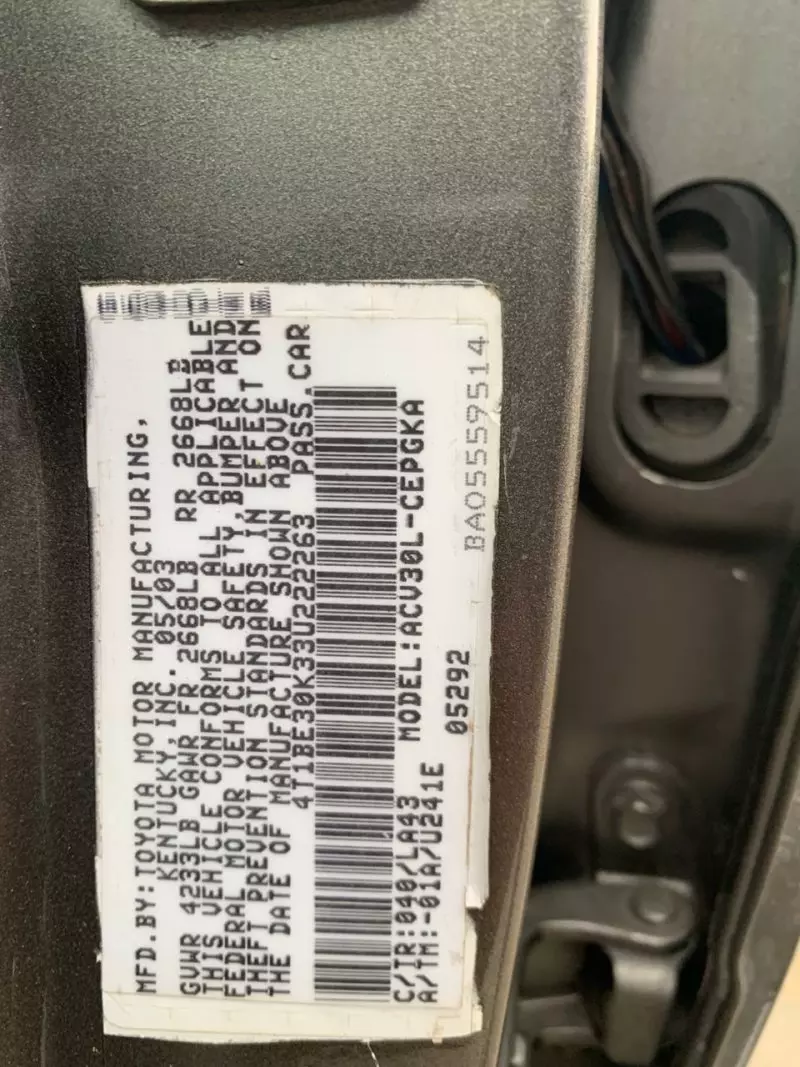 MFD.BY:TOYOTA MOTOR MANUFACTURING,
KENTUCKY,INC. 05/03
GVWR 4233LB GAWR FR 2668LB RR 2668LB
THIS VEHICLE CONFORMS TO ALL APPLICABLE
FEDERAL MOTOR VEHICLE SAFETY,BUMPER,AND
THEFT PREVENTION STANDARDS IN EFFECT ON
THE DATE OF MANUFACTURE SHOWN ABOVE
4T1BE30K33U222263 PASS.CAR
MODEL:ACV30L-CEPGKA
C/TR:040/LA43
A/TM:-01A/U241E
05292
BA05559514